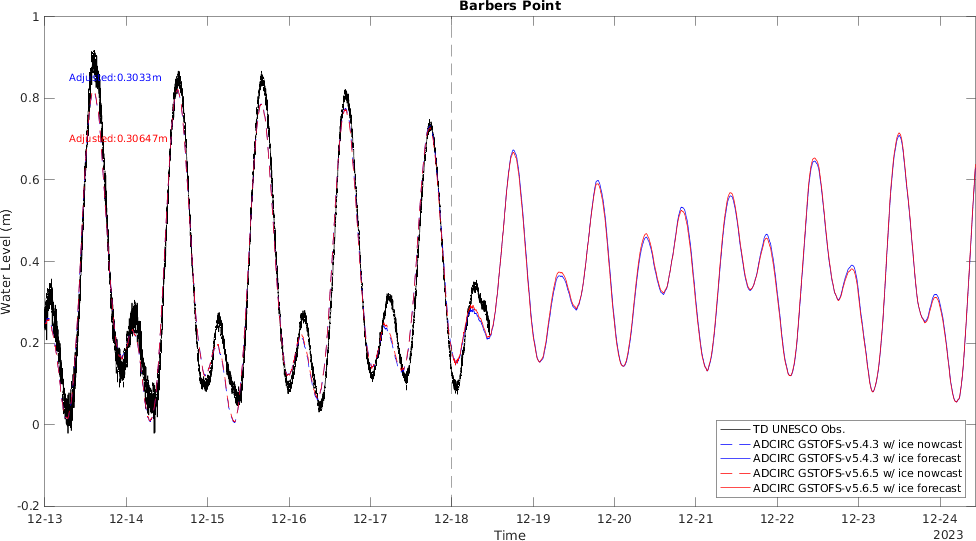 Barbers Point
1
0.8
0.6
0.4
0.2
0
-0.2
Water Level (m)
Adjusted:0.3033m
Adjusted:0.30647m
TD UNESCO Obs.
ADCIRC GSTOFS-v5.4.3 w/ ice nowcast
ADCIRC GSTOFS-v5.4.3 w/ ice forecast
ADCIRC GSTOFS-v5.6.5 w/ ice nowcast
ADCIRC GSTOFS-v5.6.5 w/ ice forecast
12-13 12-14 12-15 12-16 12-17 12-18 12-19 12-20 12-21 12-22 12-23 12-24
Time
2023